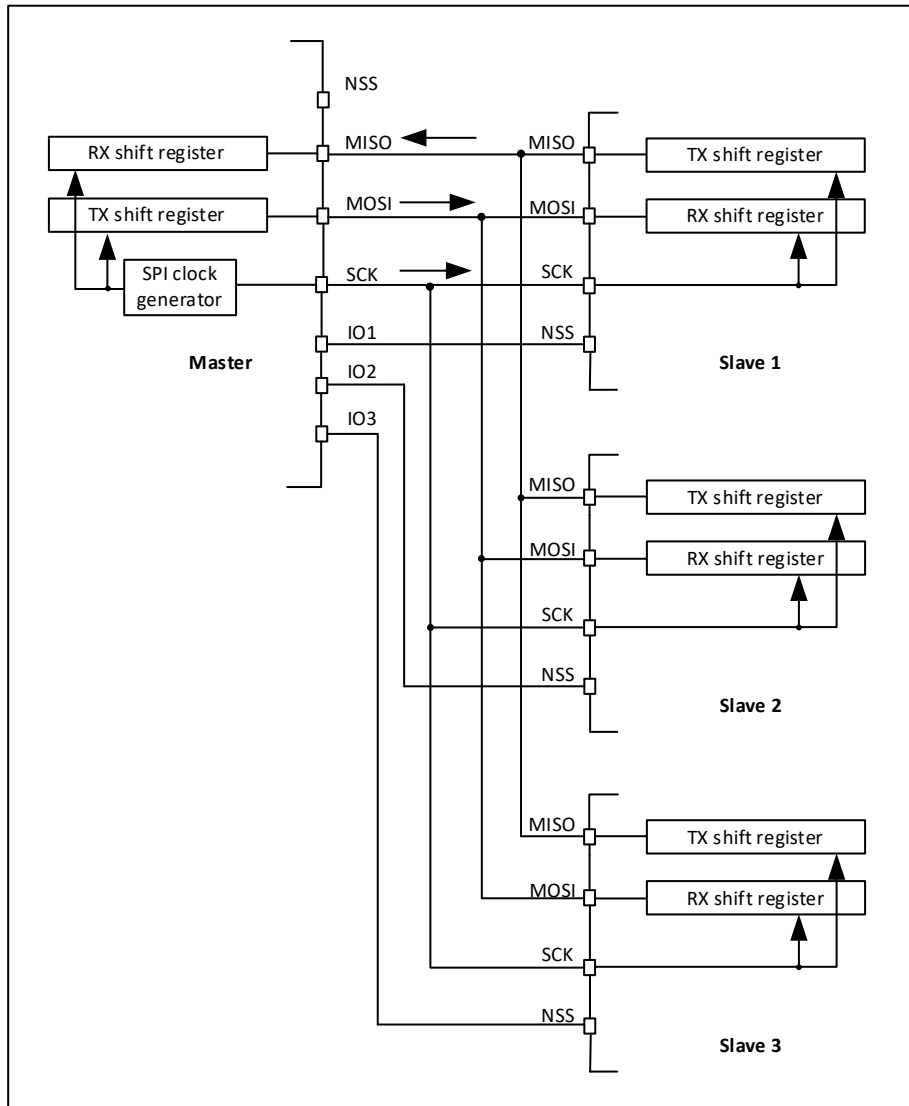 NSS
MISO
MISO
RX shift register
TX shift register
MOSI
MOSI
TX shift register
RX shift register
SCK
SCK
SPI clock
generator
IO1
NSS
Master
Slave 1
IO2
IO3
MISO
TX shift register
MOSI
RX shift register
SCK
NSS
Slave 2
MISO
TX shift register
MOSI
RX shift register
SCK
NSS
Slave 3